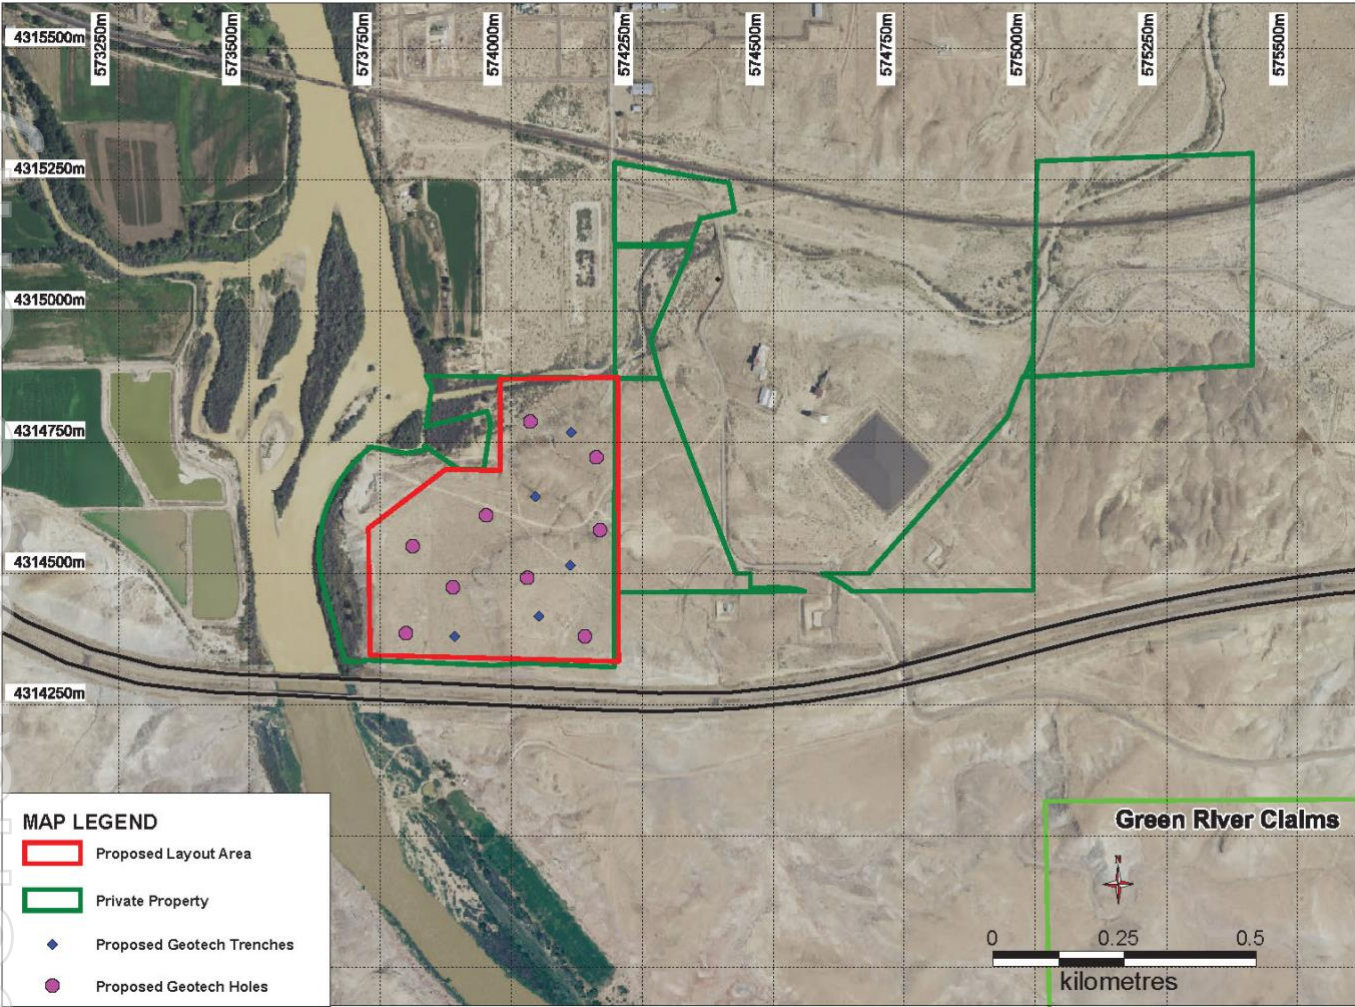 4315500m
573250m
573500m
573750m
574000m
574250m
574500m
574750m
575000m
575250m
575500m
4315250m
4315000m
4314750m
4314500m
4314250m
MAP LEGEND
Proposed Layout Area
Private Property
Proposed Geotech Trenches
Proposed Geotech Holes
Green River Claims
N
0 0.25 0.5
kilometres